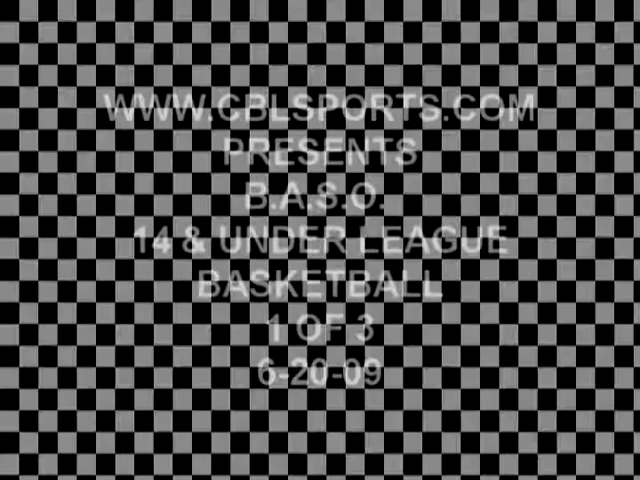 WWW.CBLSPORTS.COM
PRESENTS
B.A.S.O.
14 & UNDER LEAGUE
BASKETBALL
1 OF 3
6-20-09